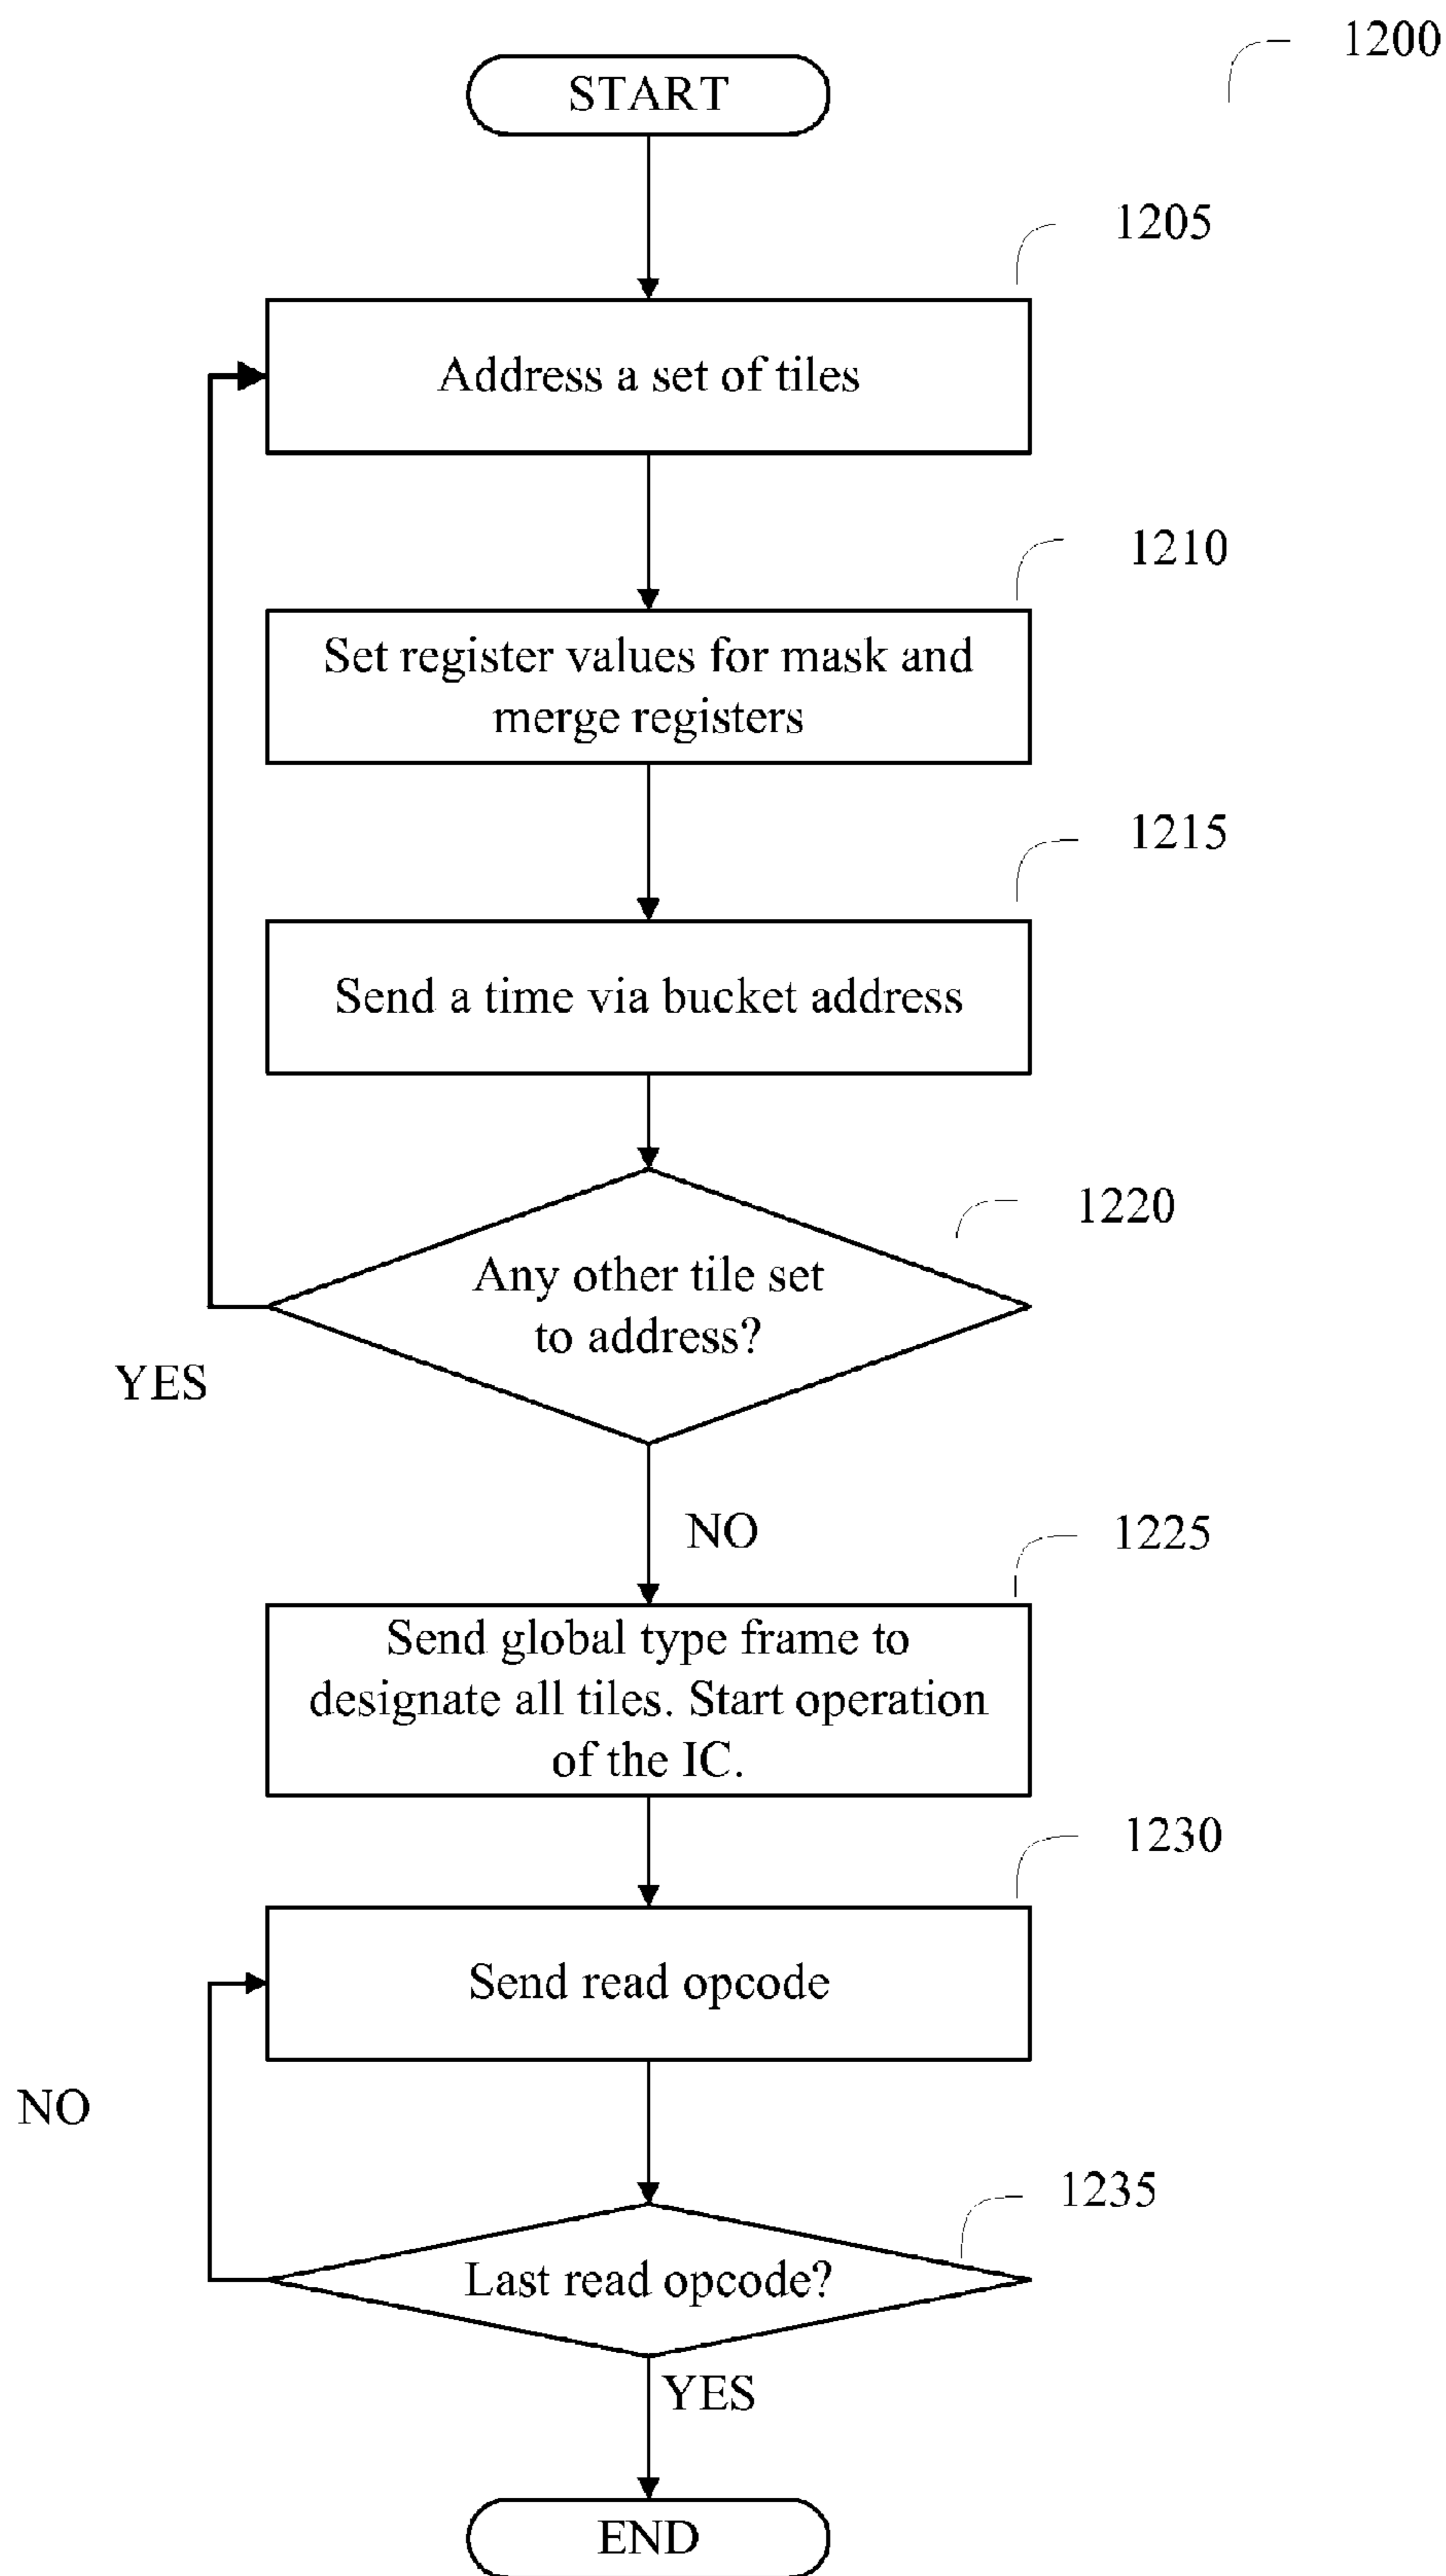 1200
START
1205
Address a set of tiles
1210
Set register values for mask and
merge registers
1215
Send a time via bucket address
1220
Any other tile set
to address?
YES
NO
1225
Send global type frame to
designate all tiles. Start operation
of the IC.
1230
Send read opcode
NO
1235
Last read opcode?
YES
END